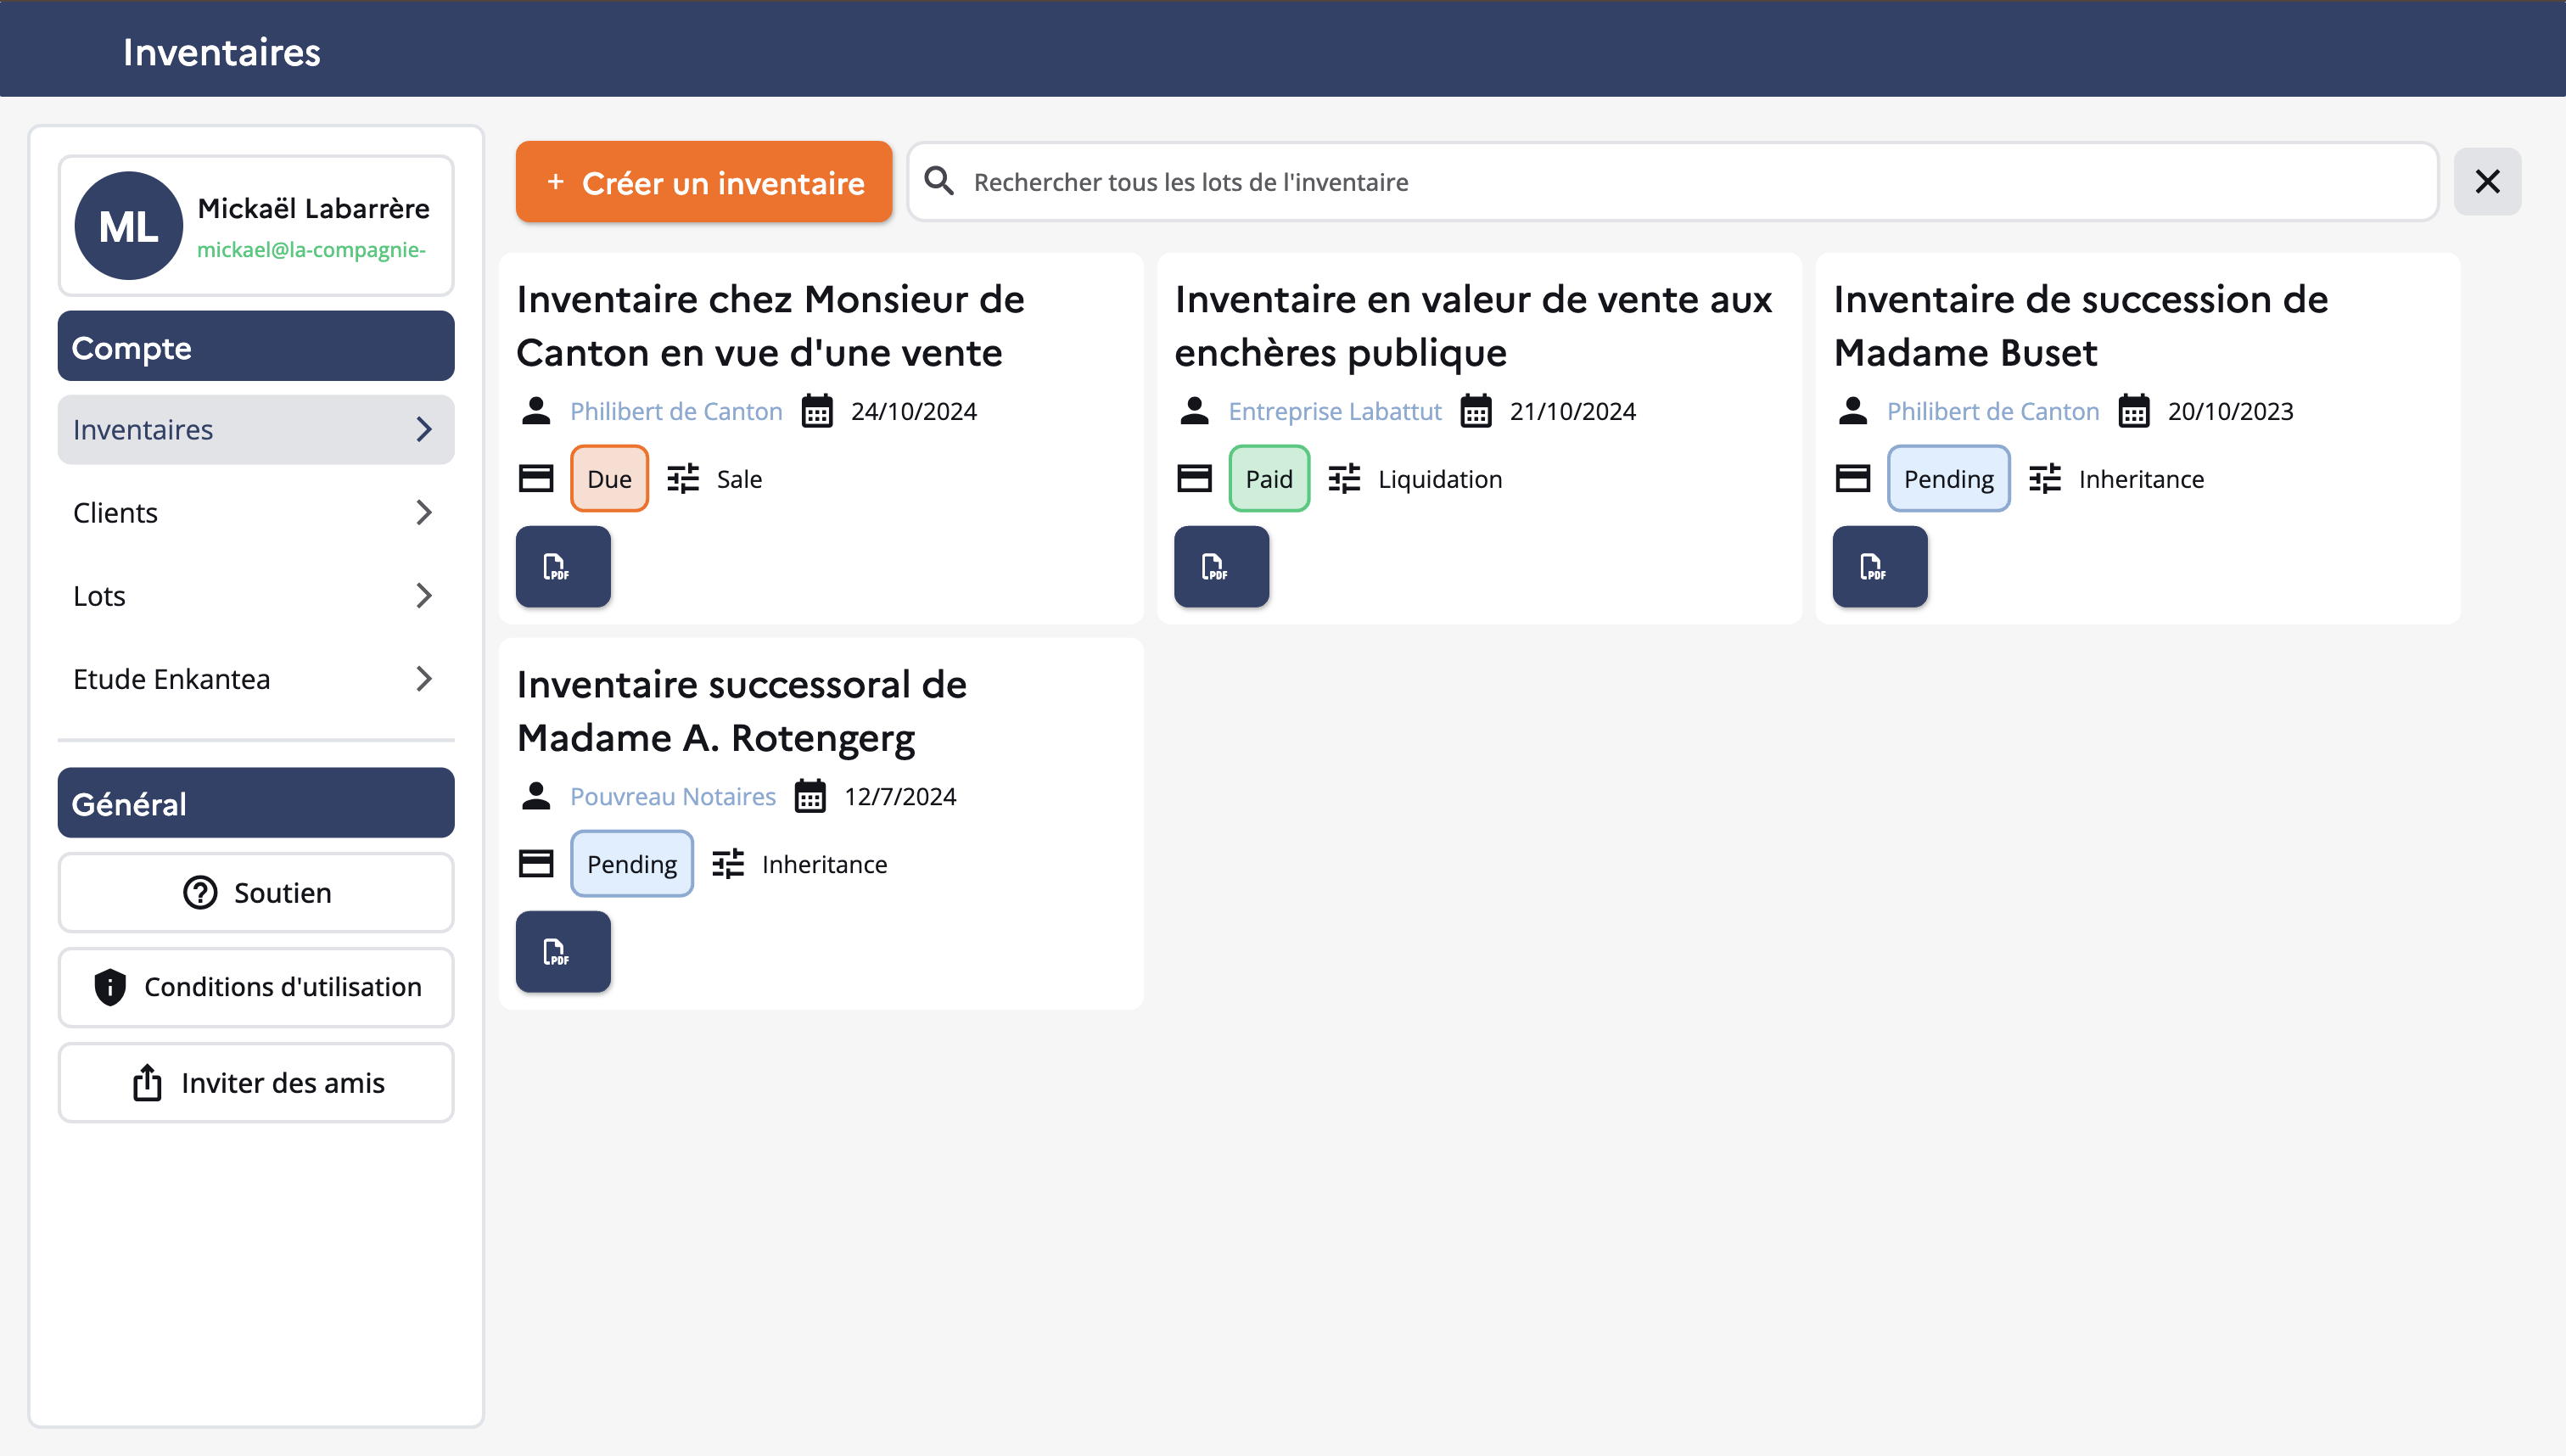 Inventaires
ML
Mickaël Labarrère
mickael@la-compagnie-
Compte
Inventaires
Clients
Lots
Etude Enkantea
Général
Soutien
Conditions d'utilisation
Inviter des amis
+ Créer un inventaire
Rechercher tous les lots de l'inventaire
Inventaire chez Monsieur de
Canton en vue d'une vente
Philibert de Canton 24/10/2024
Due Sale
PDF
Inventaire en valeur de vente aux
enchères publique
Entreprise Labattut 21/10/2024
Paid Liquidation
PDF
Inventaire de succession de
Madame Buset
Philibert de Canton 20/10/2023
Pending Inheritance
PDF
Inventaire successoral de
Madame A. Rotengerg
Pouvreau Notaires 12/7/2024
Pending Inheritance
PDF